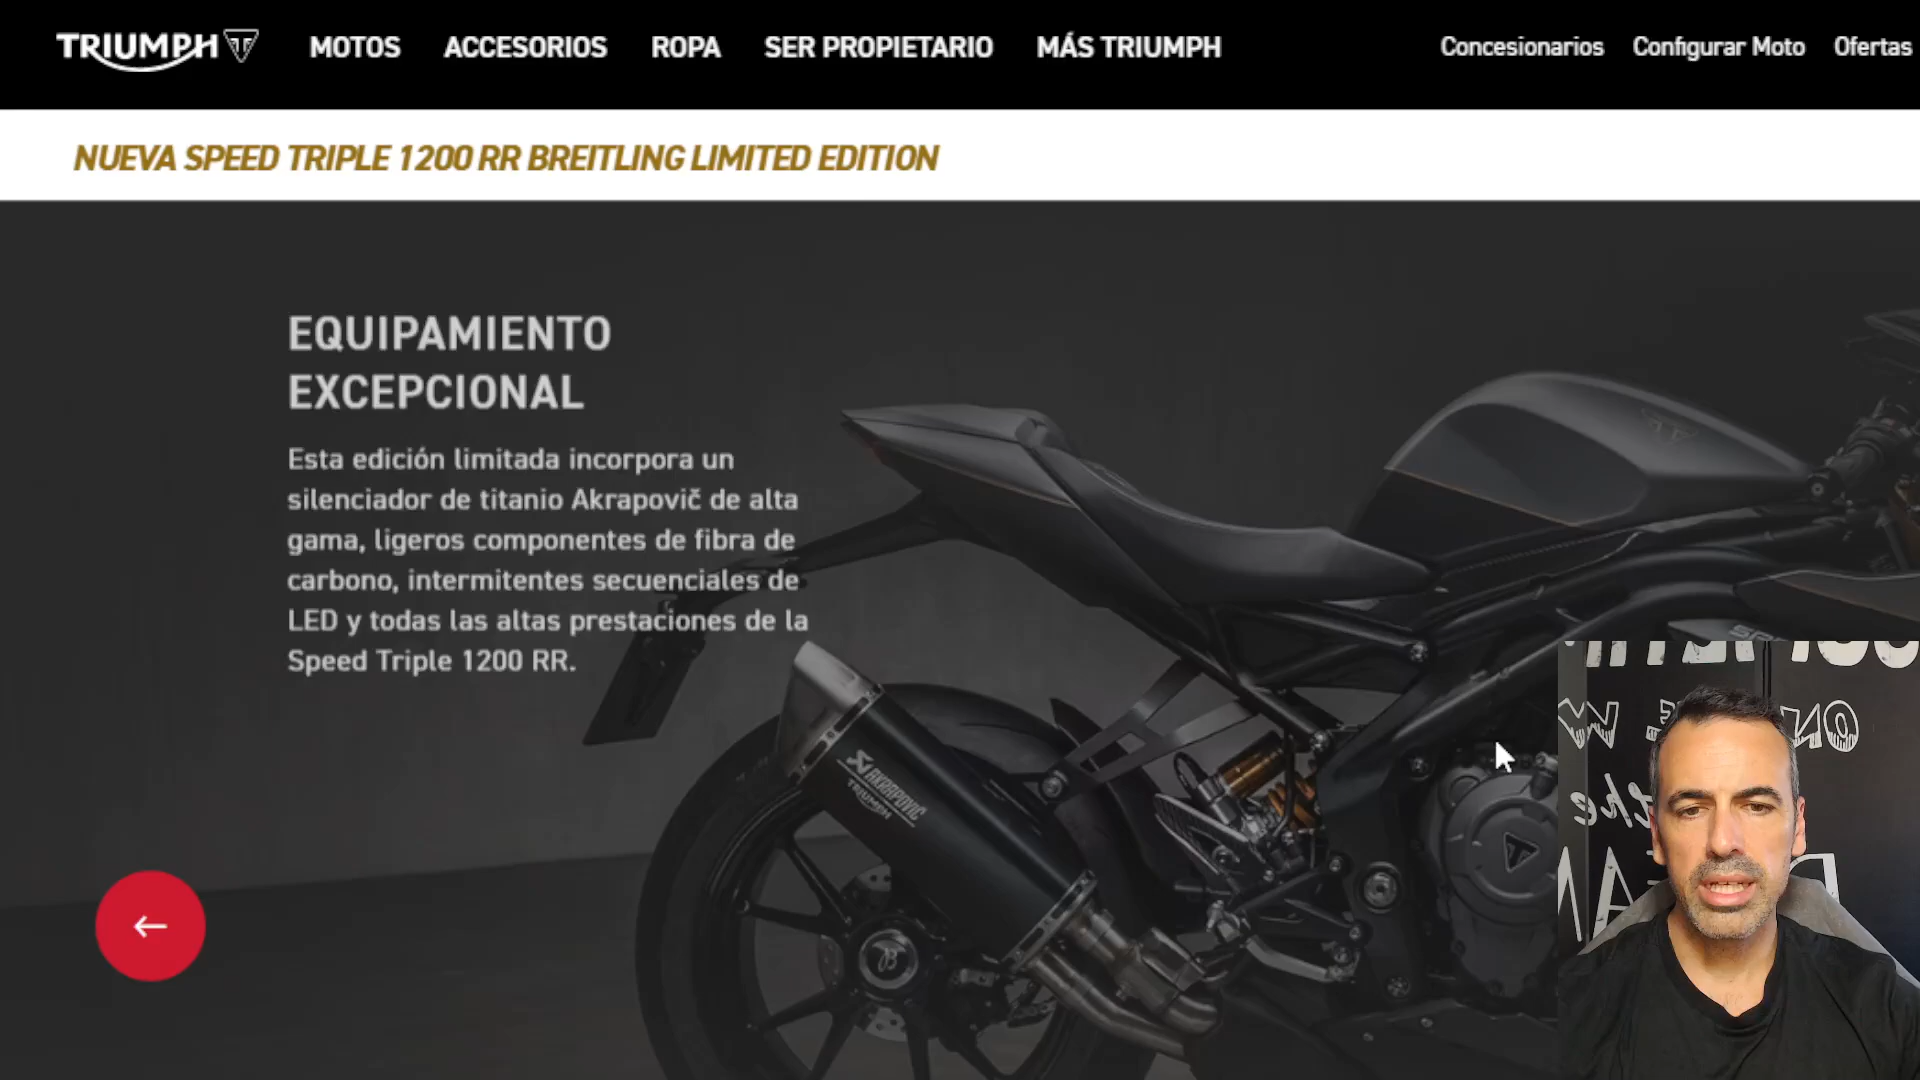 TRIUMPH
MOTOS
ACCESORIOS
ROPA
SER PROPIETARIO
MÁS TRIUMPH
Concesionarios
Configurar Moto
Ofertas
NUEVA SPEED TRIPLE 1200 RR BREITLING LIMITED EDITION
EQUIPAMIENTO
EXCEPCIONAL
Esta edición limitada incorpora un
silenciador de titanio Akrapovič de alta
gama, ligeros componentes de fibra de
carbono, intermitentes secuenciales de
LED y todas las altas prestaciones de la
Speed Triple 1200 RR.
AKRAPOVIČ
TRIUMPH
ON
the